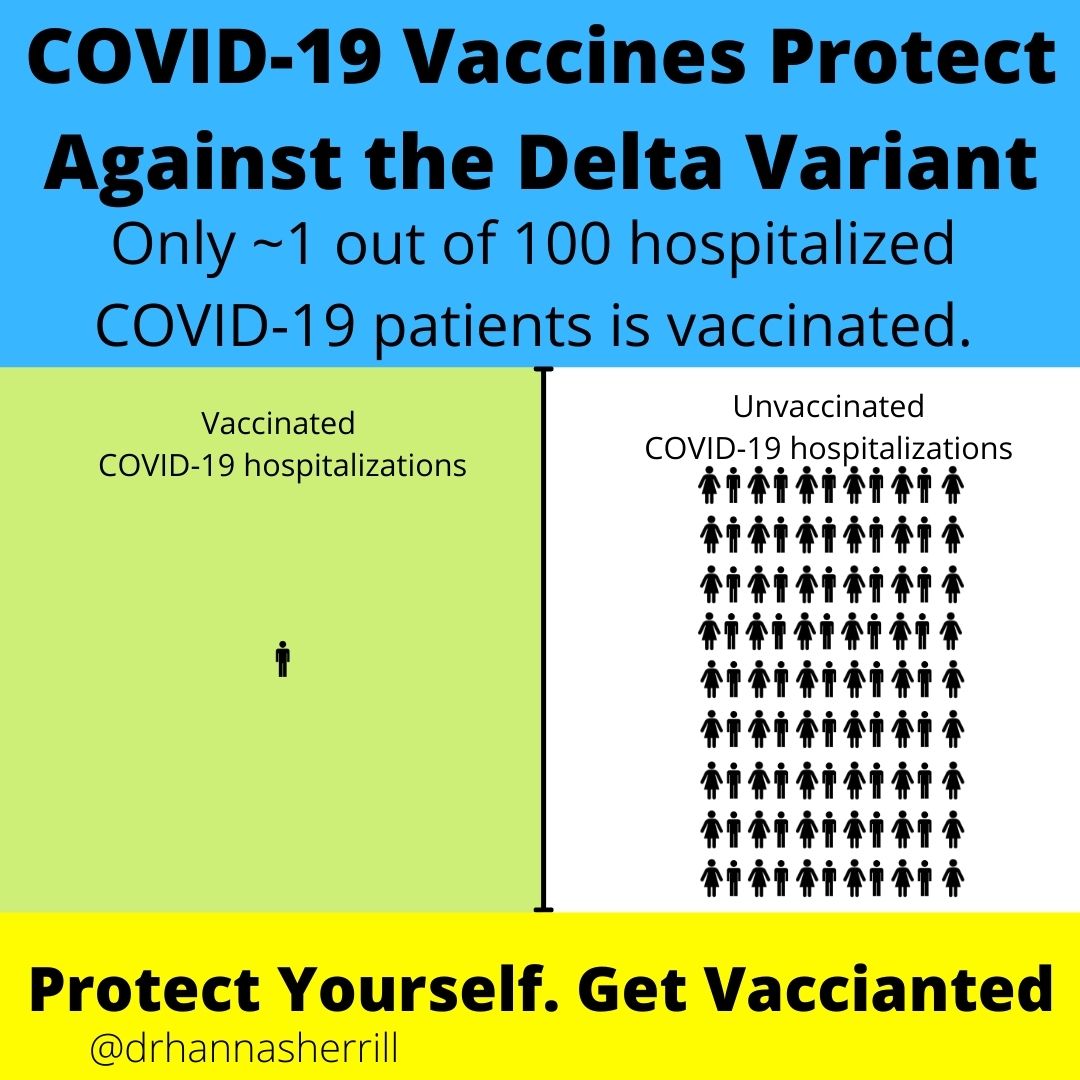 COVID-19 Vaccines Protect
Against the Delta Variant
Only ~1 out of 100 hospitalized
COVID-19 patients is vaccinated.
Vaccinated
COVID-19 hospitalizations
Unvaccinated
COVID-19 hospitalizations
Protect Yourself. Get Vaccianted
@drhannasherrill